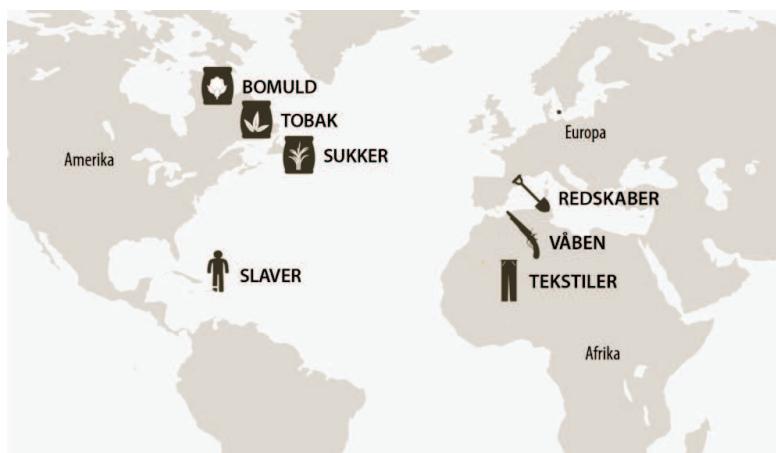 BOMULD
TOBAK
SUKKER
Amerika
Europa
REDSKABER
VÅBEN
SLAVER
TEKSTILER
Afrika